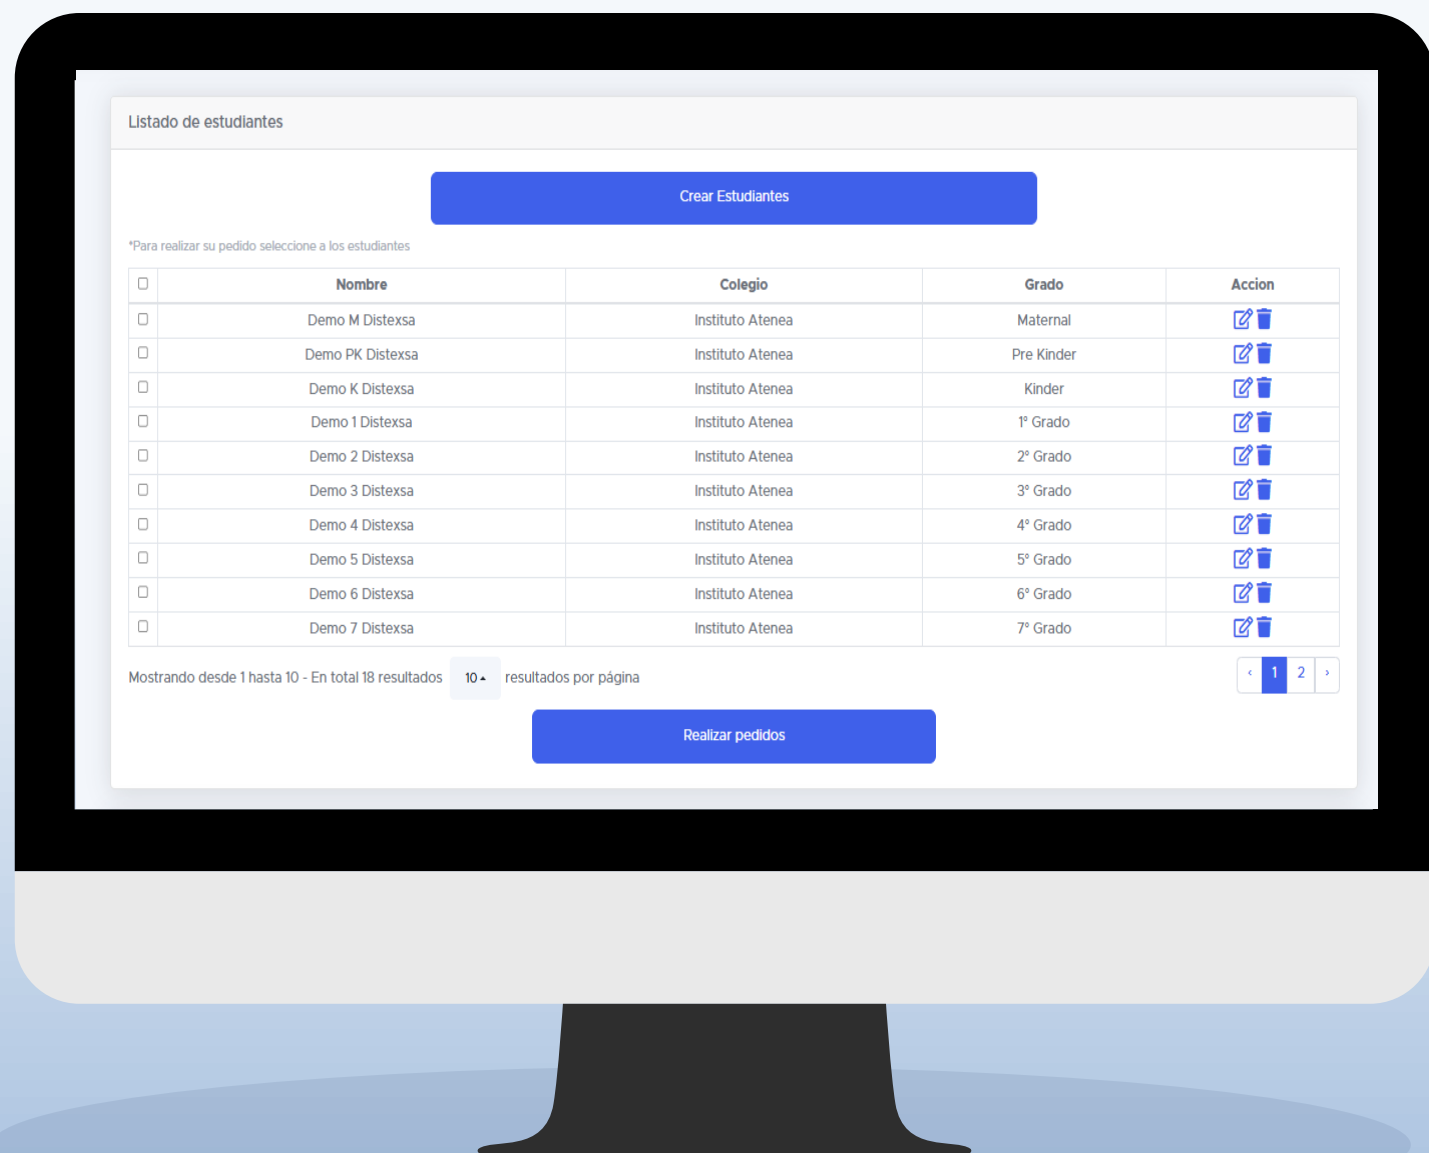 Listado de estudiantes
Crear Estudiantes
*Para realizar su pedido seleccione a los estudiantes
Nombre Colegio Grado Accion
Demo M Distexsa Instituto Atenea Maternal
Demo PK Distexsa Instituto Atenea Pre Kinder
Demo K Distexsa Instituto Atenea Kinder
Demo 1 Distexsa Instituto Atenea 1° Grado
Demo 2 Distexsa Instituto Atenea 2° Grado
Demo 3 Distexsa Instituto Atenea 3° Grado
Demo 4 Distexsa Instituto Atenea 4° Grado
Demo 5 Distexsa Instituto Atenea 5° Grado
Demo 6 Distexsa Instituto Atenea 6° Grado
Demo 7 Distexsa Instituto Atenea 7° Grado
Mostrando desde 1 hasta 10 - En total 18 resultados 10 resultados por página ‹ 1 2 ›
Realizar pedidos